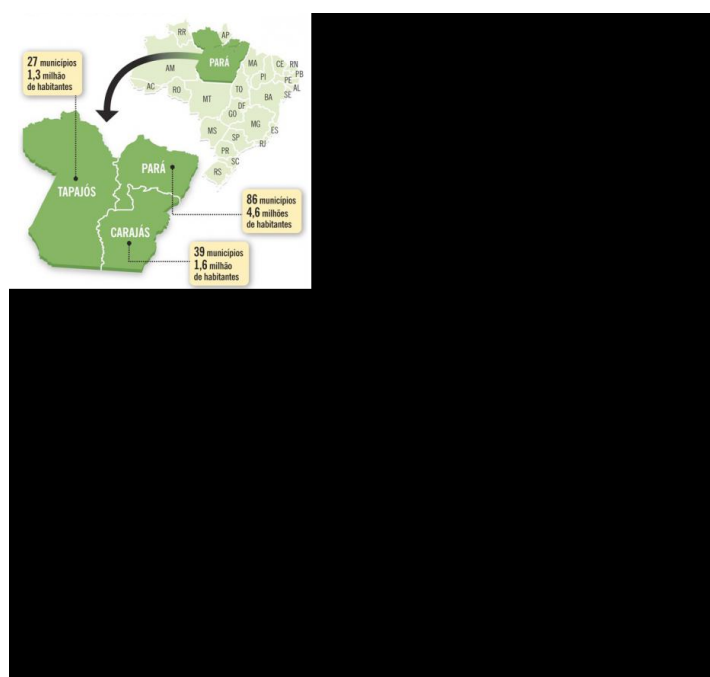 RR
AP
27 municípios
1,3 milhão
de habitantes
AM
PARÁ
MA
CE
RN
PB
PI
PE
AL
SE
AC
RO
TO
BA
MT
DF
GO
MG
ES
MS
SP
RJ
PR
SC
RS
PARÁ
TAPAJÓS
86 municípios
4,6 milhões
de habitantes
CARAJÁS
39 municípios
1,6 milhão
de habitantes